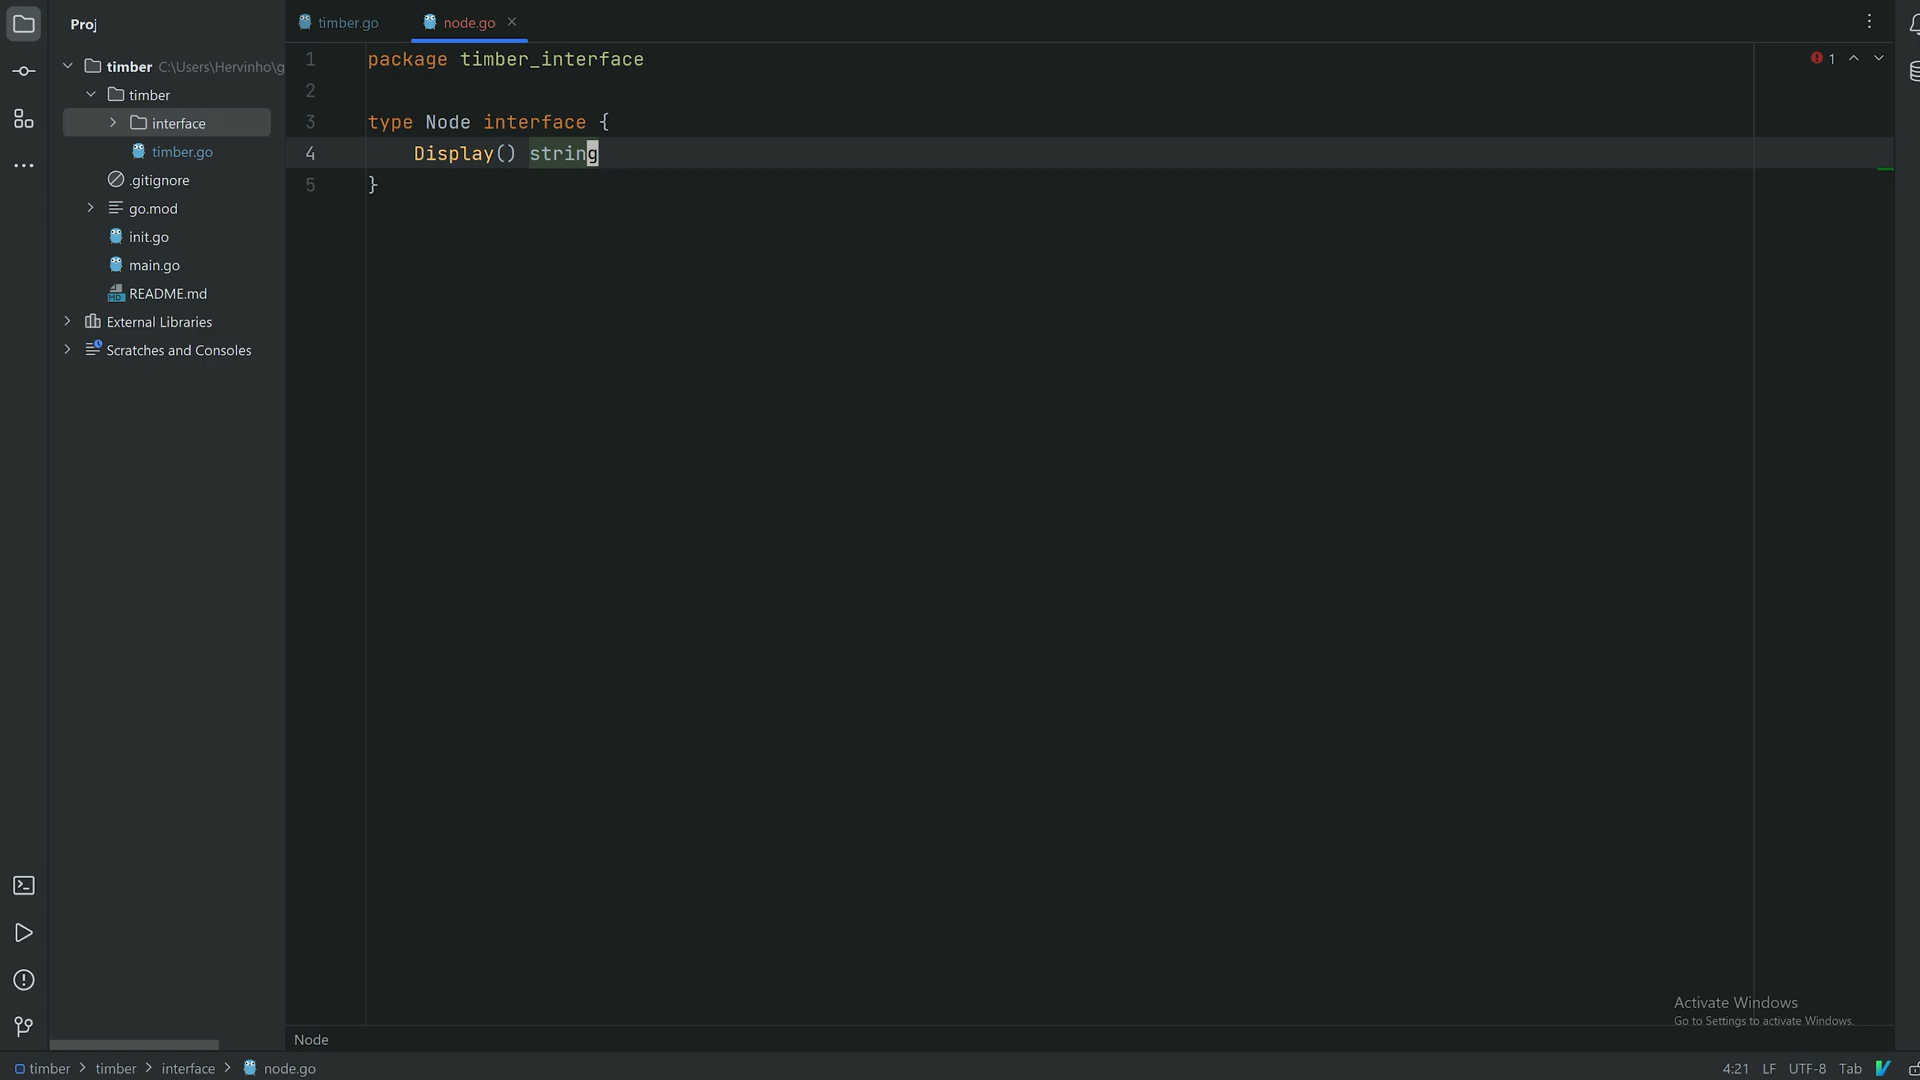 Proj
timber C:\Users\Hervinho\g
timber
interface
timber.go
.gitignore
go.mod
init.go
main.go
README.md
External Libraries
Scratches and Consoles
timber.go
node.go
1
1 package timber_interface
2
3 type Node interface {
4 Display() string
5 }
Activate Windows
Go to Settings to activate Windows.
Node
timber > timber > interface > node.go
4:21 LF UTF-8 Tab